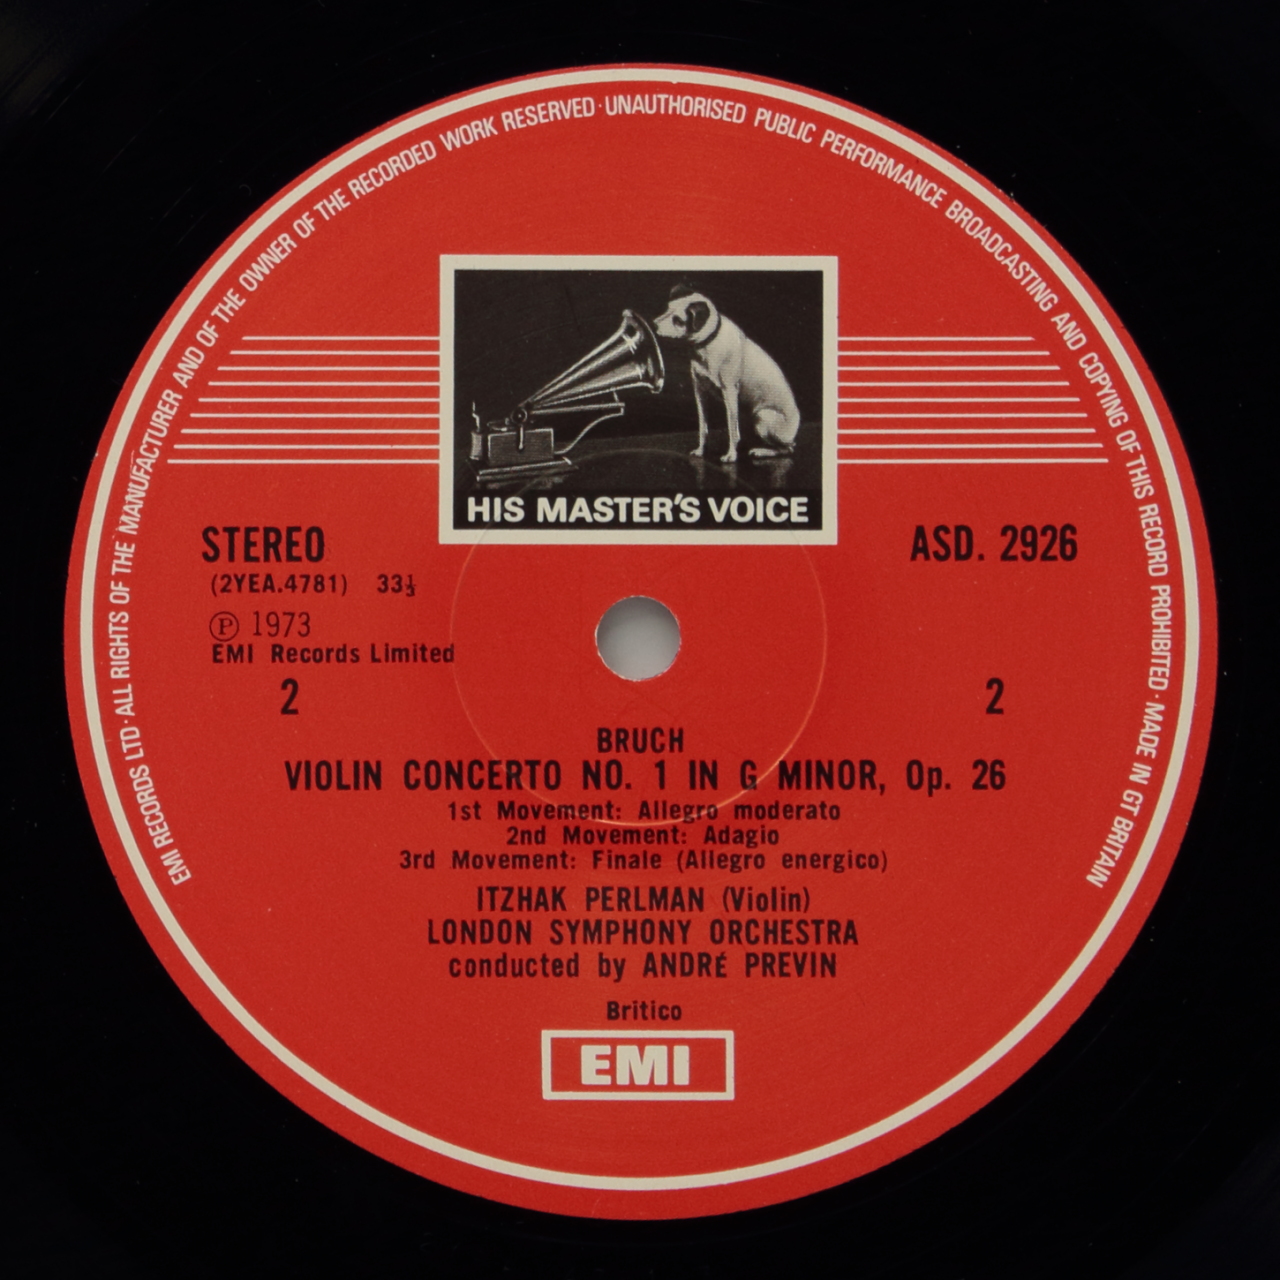 EMI RECORDS LTD · ALL RIGHTS OF THE MANUFACTURER AND OF THE OWNER OF THE RECORDED WORK RESERVED · UNAUTHORISED PUBLIC PERFORMANCE BROADCASTING AND COPYING OF THIS RECORD PROHIBITED · MADE IN GT BRITAIN
HIS MASTER'S VOICE
STEREO
ASD. 2926
(2YEA.4781) 33⅓
℗ 1973
EMI Records Limited
2
2
BRUCH
VIOLIN CONCERTO NO. 1 IN G MINOR, Op. 26
1st Movement: Allegro moderato
2nd Movement: Adagio
3rd Movement: Finale (Allegro energico)
ITZHAK PERLMAN (Violin)
LONDON SYMPHONY ORCHESTRA
conducted by ANDRÉ PREVIN
Britico
EMI